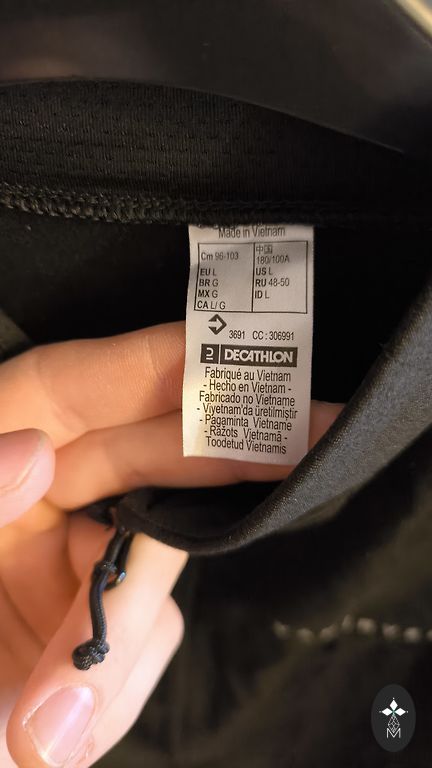 Made in Vietnam
Cm 96-103
EU L
BR G
MX G
CA L/ G
中国
180/100A
US L
RU 48-50
ID L
3691 CC : 306991
DECATHLON
Fabriqué au Vietnam
- Hecho en Vietnam -
Fabricado no Vietname
- Viyetnam'da üretilmiştir
- Pagaminta Vietname
- Ražots Vjetnamā -
Toodetud Vietnamis
M